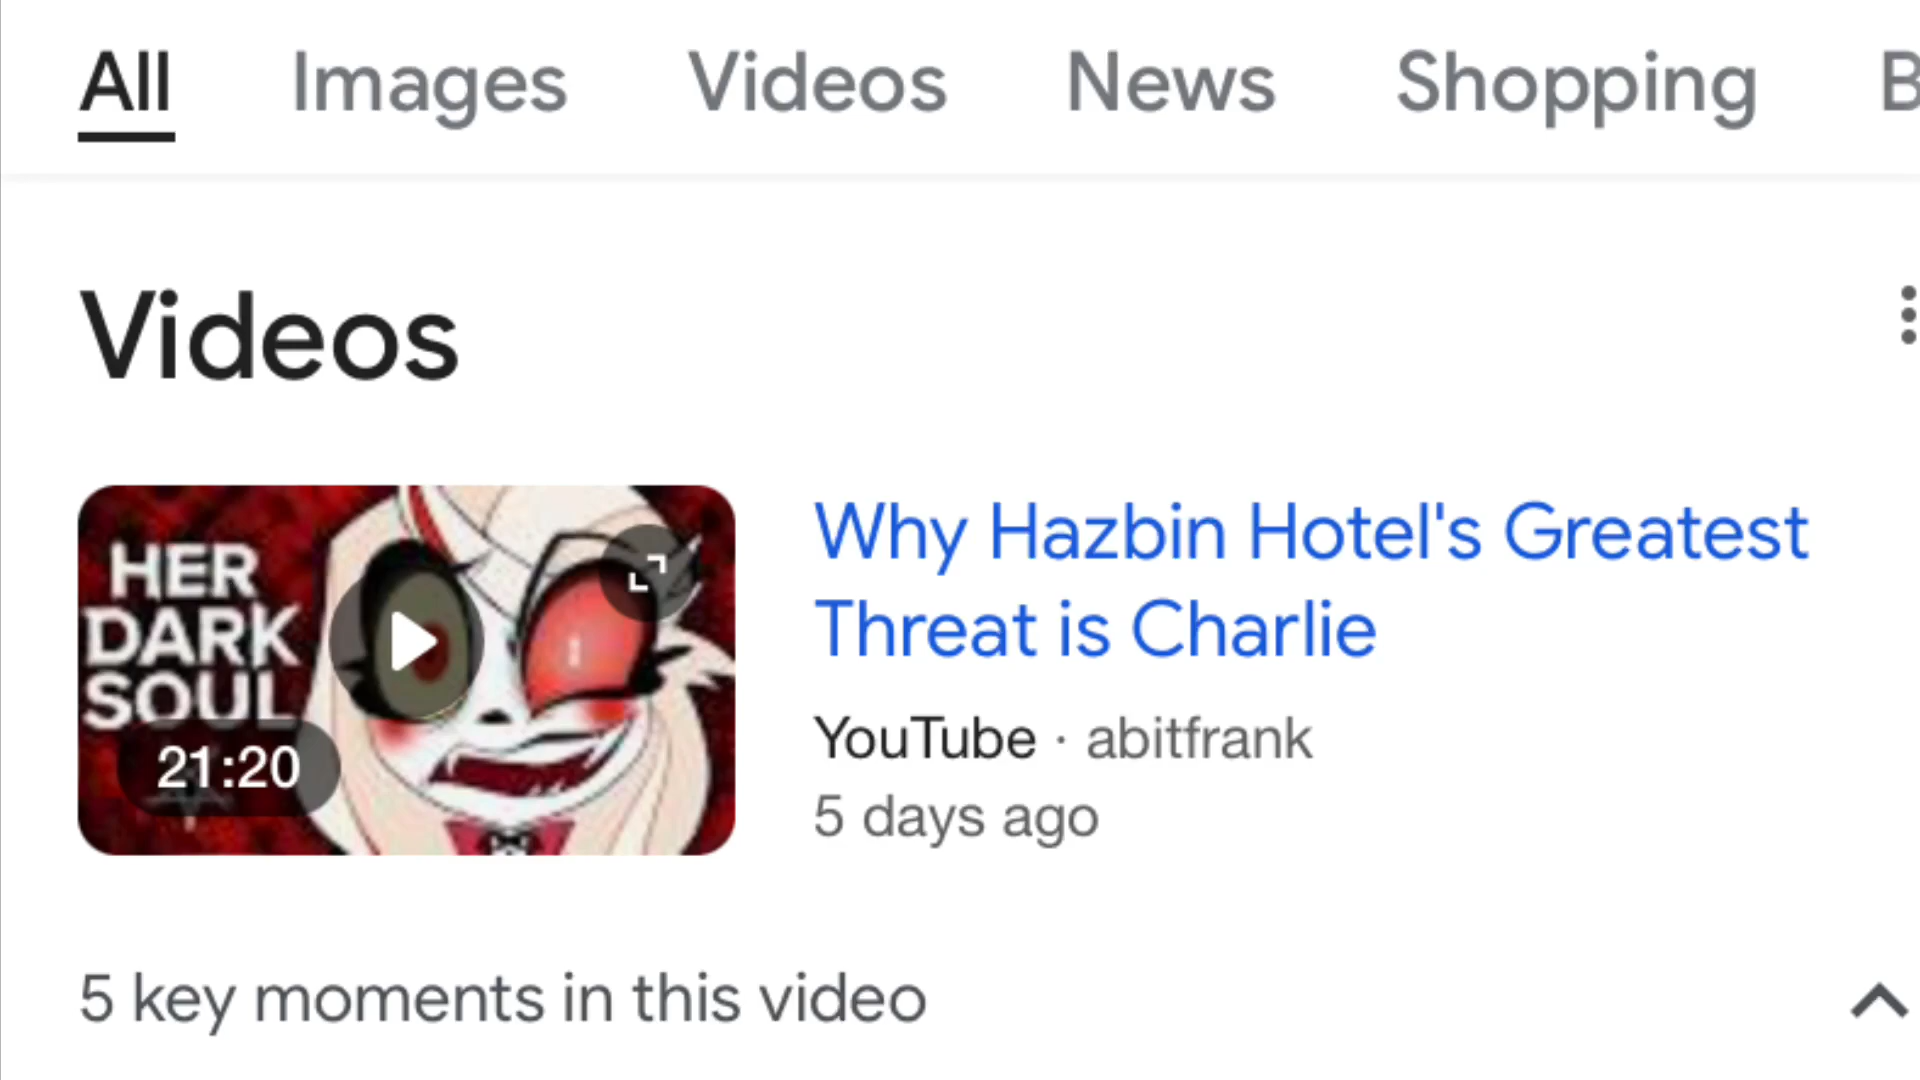 All Images Videos News Shopping B
Videos
HER
DARK
SOUL
21:20
Why Hazbin Hotel's Greatest
Threat is Charlie
YouTube · abitfrank
5 days ago
5 key moments in this video